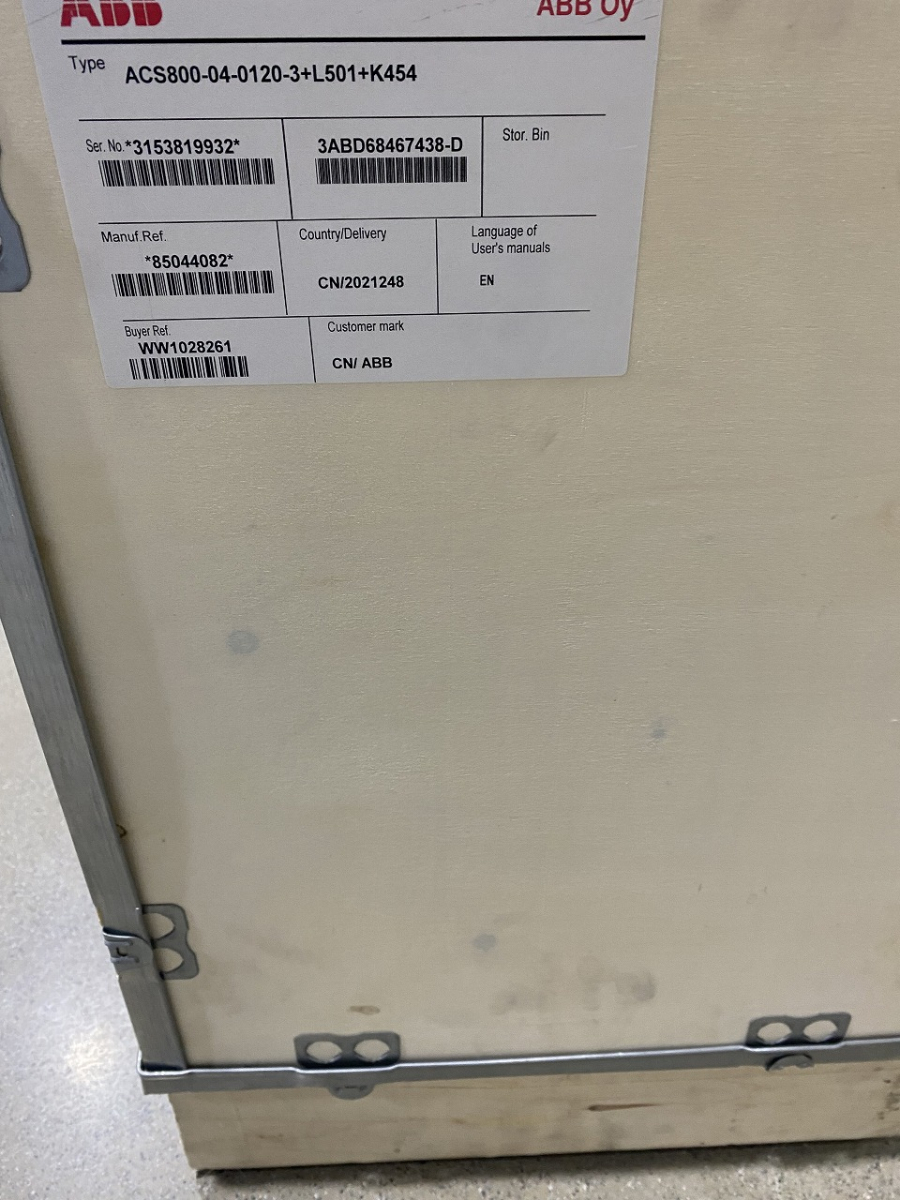 ABB
ABB Oy
Type ACS800-04-0120-3+L501+K454
Ser. No. *3153819932*
3ABD68467438-D
Stor. Bin
Manuf.Ref.
*85044082*
Country/Delivery
CN/2021248
Language of
User's manuals
EN
Buyer Ref.
WW1028261
Customer mark
CN/ ABB